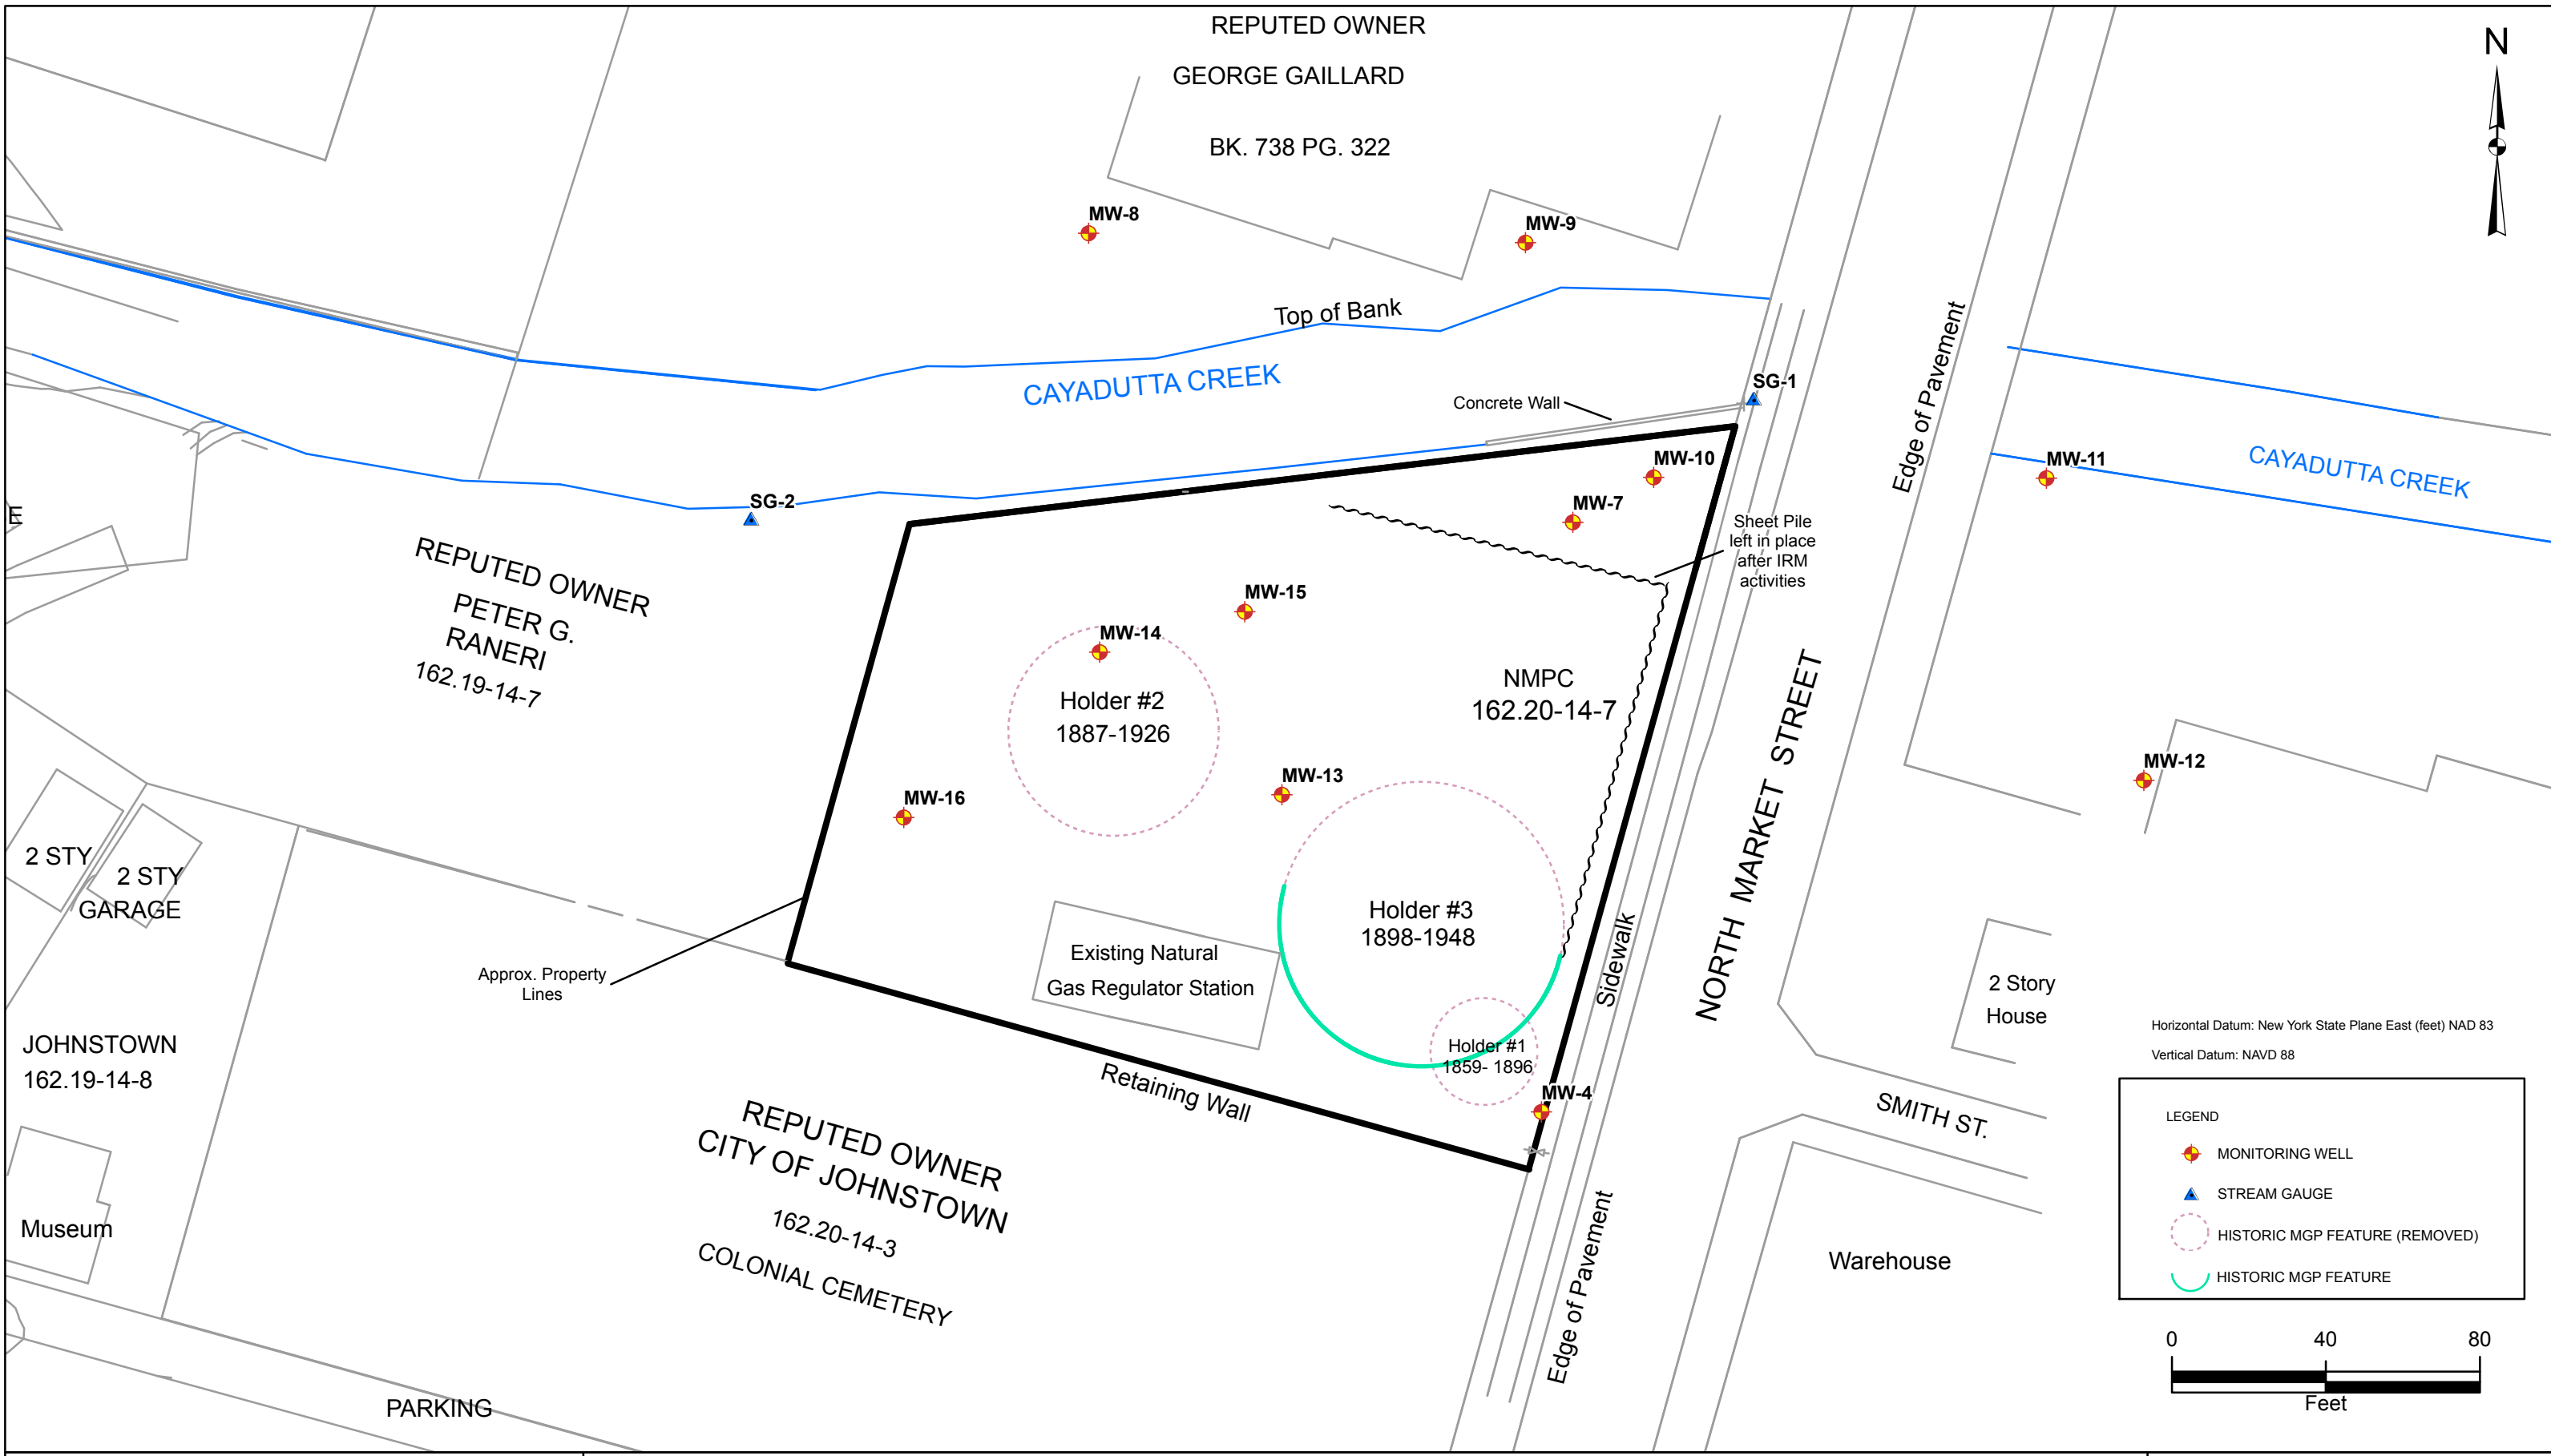 REPUTED OWNER
GEORGE GAILLARD
BK. 738 PG. 322
N
MW-8
MW-9
Top of Bank
CAYADUTTA CREEK
Concrete Wall
SG-1
Edge of Pavement
MW-10
MW-11
CAYADUTTA CREEK
SG-2
MW-7
E
Sheet Pile
left in place
after IRM
activities
REPUTED OWNER
PETER G.
RANERI
162.19-14-7
MW-15
MW-14
Holder #2
1887-1926
NMPC
162.20-14-7
NORTH MARKET STREET
MW-12
MW-13
MW-16
2 STY
2 STY
GARAGE
Holder #3
1898-1948
Sidewalk
Existing Natural
Gas Regulator Station
Approx. Property
Lines
2 Story
House
Horizontal Datum: New York State Plane East (feet) NAD 83
Vertical Datum: NAVD 88
JOHNSTOWN
162.19-14-8
Holder #1
1859- 1896
MW-4
Retaining Wall
SMITH ST.
REPUTED OWNER
CITY OF JOHNSTOWN
162.20-14-3
COLONIAL CEMETERY
Museum
Edge of Pavement
Warehouse
LEGEND
MONITORING WELL
STREAM GAUGE
HISTORIC MGP FEATURE (REMOVED)
HISTORIC MGP FEATURE
0 40 80
Feet
PARKING